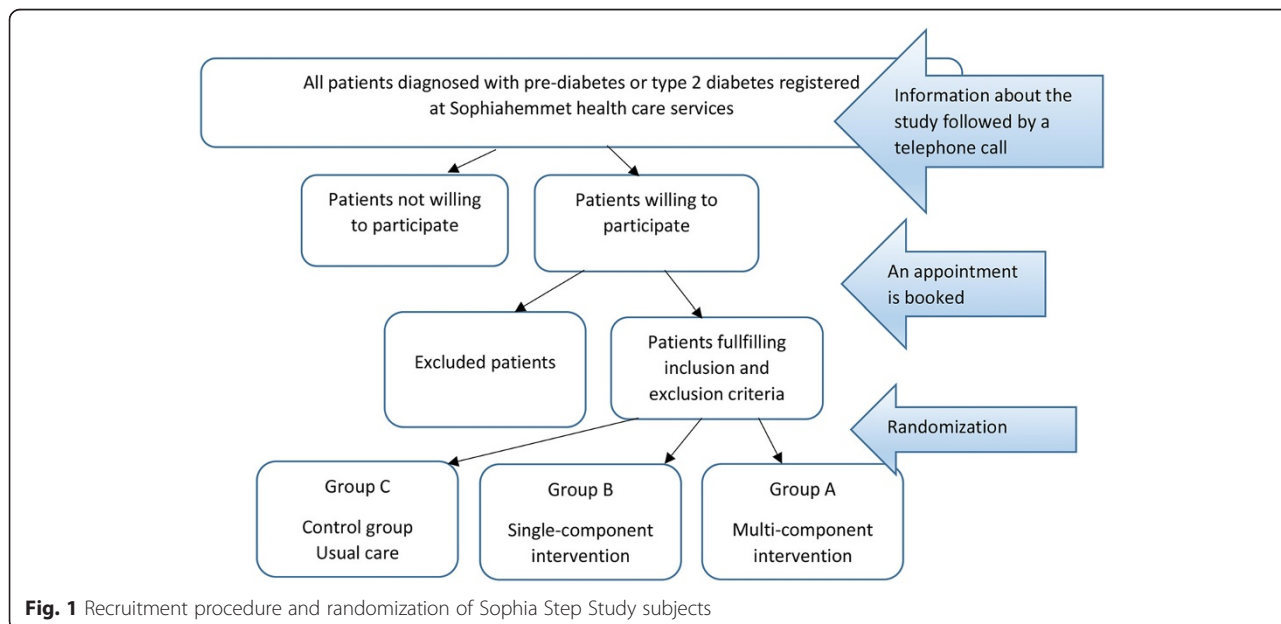 All patients diagnosed with pre-diabetes or type 2 diabetes registered
at Sophiahemmet health care services
Information about the
study followed by a
telephone call
Patients not willing
to participate
Patients willing to
participate
An appointment
is booked
Excluded patients
Patients fullfilling
inclusion and
exclusion criteria
Randomization
Group C
Control group
Usual care
Group B
Single-component
intervention
Group A
Multi-component
intervention
Fig. 1 Recruitment procedure and randomization of Sophia Step Study subjects